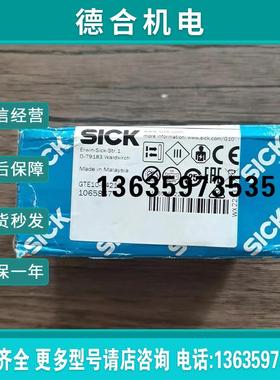 德合机电
信经营
后保障
货秒发
保一年
SICK
Erwin-Sick-Str. 1
D-79183 Waldkirch
Made in Malaysia
more information: www.sick.com/G10
13635973535
SICK
齐全 更多型号请店咨询 电话:1363597